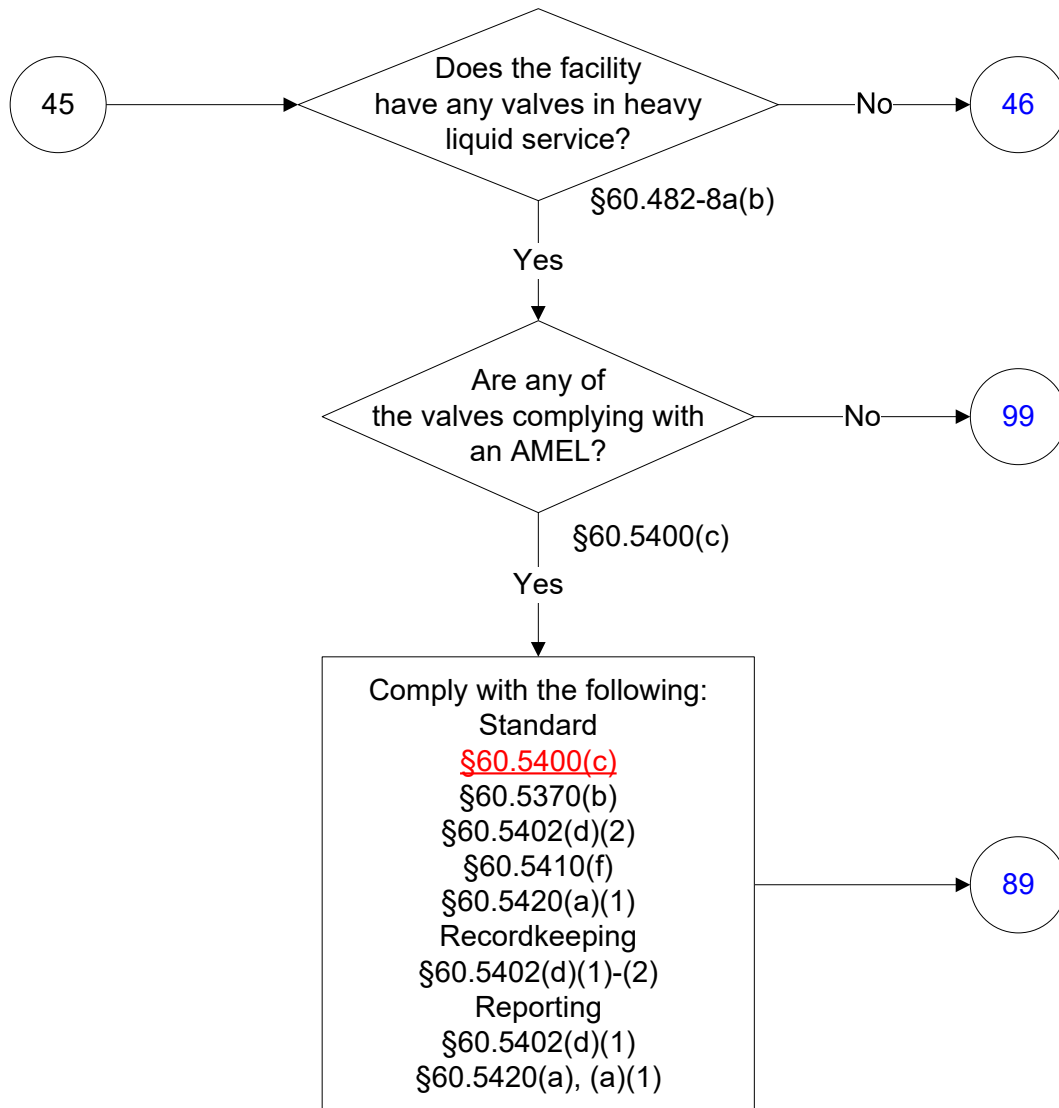 45
Does the facility
have any valves in heavy
liquid service?
No
46
§60.482-8a(b)
Yes
Are any of
the valves complying with
an AMEL?
No
99
§60.5400(c)
Yes
Comply with the following:
Standard
§60.5400(c)
§60.5370(b)
§60.5402(d)(2)
§60.5410(f)
§60.5420(a)(1)
Recordkeeping
§60.5402(d)(1)-(2)
Reporting
§60.5402(d)(1)
§60.5420(a), (a)(1)
89